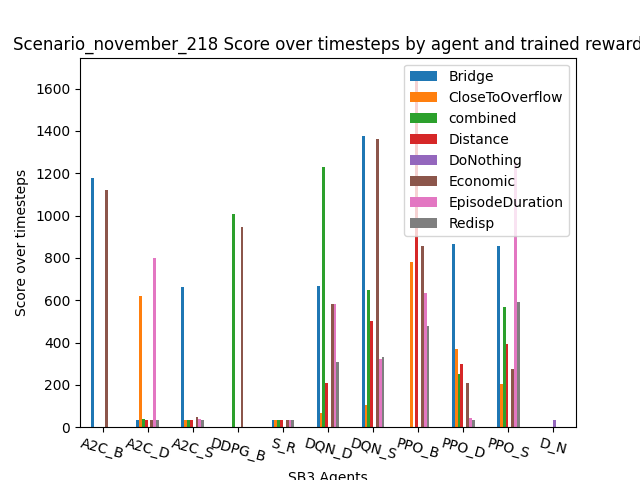 Scenario_november_218 Score over timesteps by agent and trained reward
Score over timesteps
1600
1400
1200
1000
800
600
400
200
0
Bridge
CloseToOverflow
combined
Distance
DoNothing
Economic
EpisodeDuration
Redisp
A2C_B
A2C_D
A2C_S
DDPG_B
S_R
DQN_D
DQN_S
PPO_B
PPO_D
PPO_S
D_N
SB3 Agents